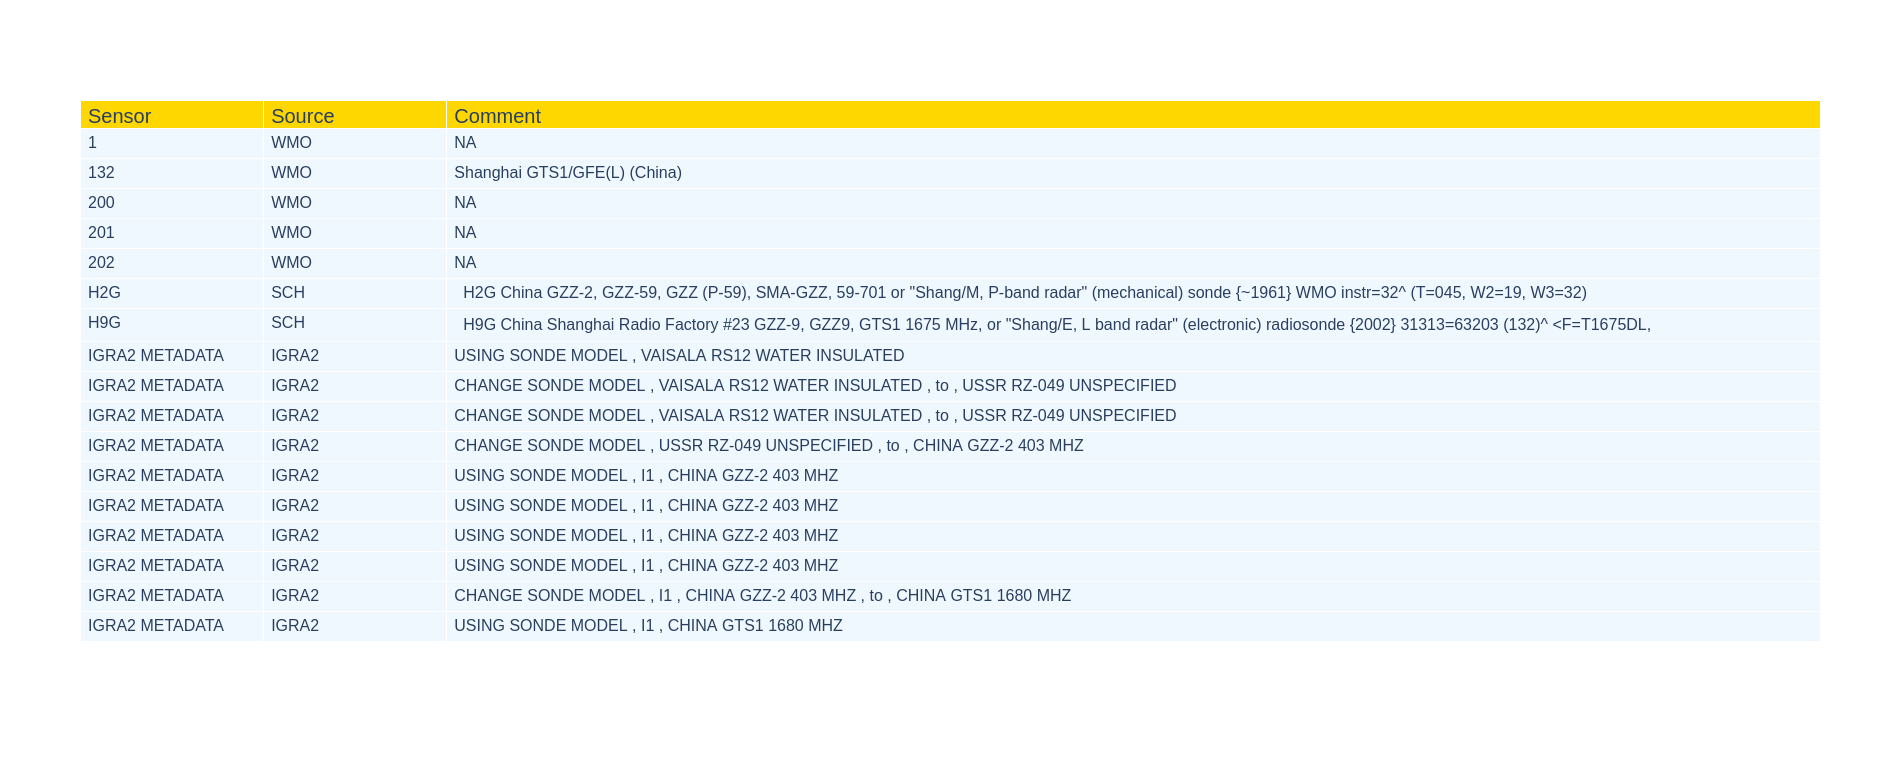 Sensor Source Comment
1 WMO NA
132 WMO Shanghai GTS1/GFE(L) (China)
200 WMO NA
201 WMO NA
202 WMO NA
H2G SCH H2G China GZZ-2, GZZ-59, GZZ (P-59), SMA-GZZ, 59-701 or "Shang/M, P-band radar" (mechanical) sonde {~1961} WMO instr=32^ (T=045, W2=19, W3=32)
H9G SCH H9G China Shanghai Radio Factory #23 GZZ-9, GZZ9, GTS1 1675 MHz, or "Shang/E, L band radar" (electronic) radiosonde {2002} 31313=63203 (132)^ <F=T1675DL,
IGRA2 METADATA IGRA2 USING SONDE MODEL , VAISALA RS12 WATER INSULATED
IGRA2 METADATA IGRA2 CHANGE SONDE MODEL , VAISALA RS12 WATER INSULATED , to , USSR RZ-049 UNSPECIFIED
IGRA2 METADATA IGRA2 CHANGE SONDE MODEL , VAISALA RS12 WATER INSULATED , to , USSR RZ-049 UNSPECIFIED
IGRA2 METADATA IGRA2 CHANGE SONDE MODEL , USSR RZ-049 UNSPECIFIED , to , CHINA GZZ-2 403 MHZ
IGRA2 METADATA IGRA2 USING SONDE MODEL , I1 , CHINA GZZ-2 403 MHZ
IGRA2 METADATA IGRA2 USING SONDE MODEL , I1 , CHINA GZZ-2 403 MHZ
IGRA2 METADATA IGRA2 USING SONDE MODEL , I1 , CHINA GZZ-2 403 MHZ
IGRA2 METADATA IGRA2 USING SONDE MODEL , I1 , CHINA GZZ-2 403 MHZ
IGRA2 METADATA IGRA2 CHANGE SONDE MODEL , I1 , CHINA GZZ-2 403 MHZ , to , CHINA GTS1 1680 MHZ
IGRA2 METADATA IGRA2 USING SONDE MODEL , I1 , CHINA GTS1 1680 MHZ